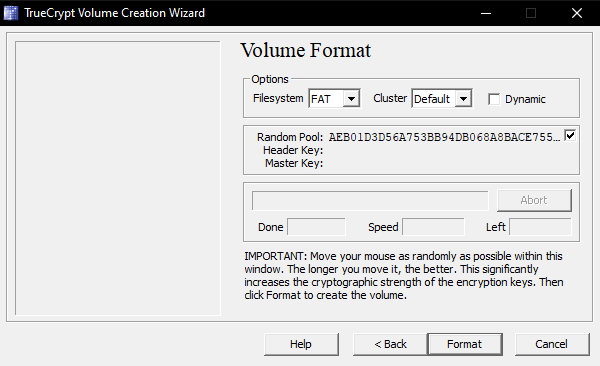 TrueCrypt Volume Creation Wizard
Volume Format
Options
Filesystem FAT Cluster Default Dynamic
Random Pool: AEB01D3D56A753BB94DB068A8BACE755...
Header Key:
Master Key:
Abort
Done Speed Left
IMPORTANT: Move your mouse as randomly as possible within this
window. The longer you move it, the better. This significantly
increases the cryptographic strength of the encryption keys. Then
click Format to create the volume.
Help < Back Format Cancel